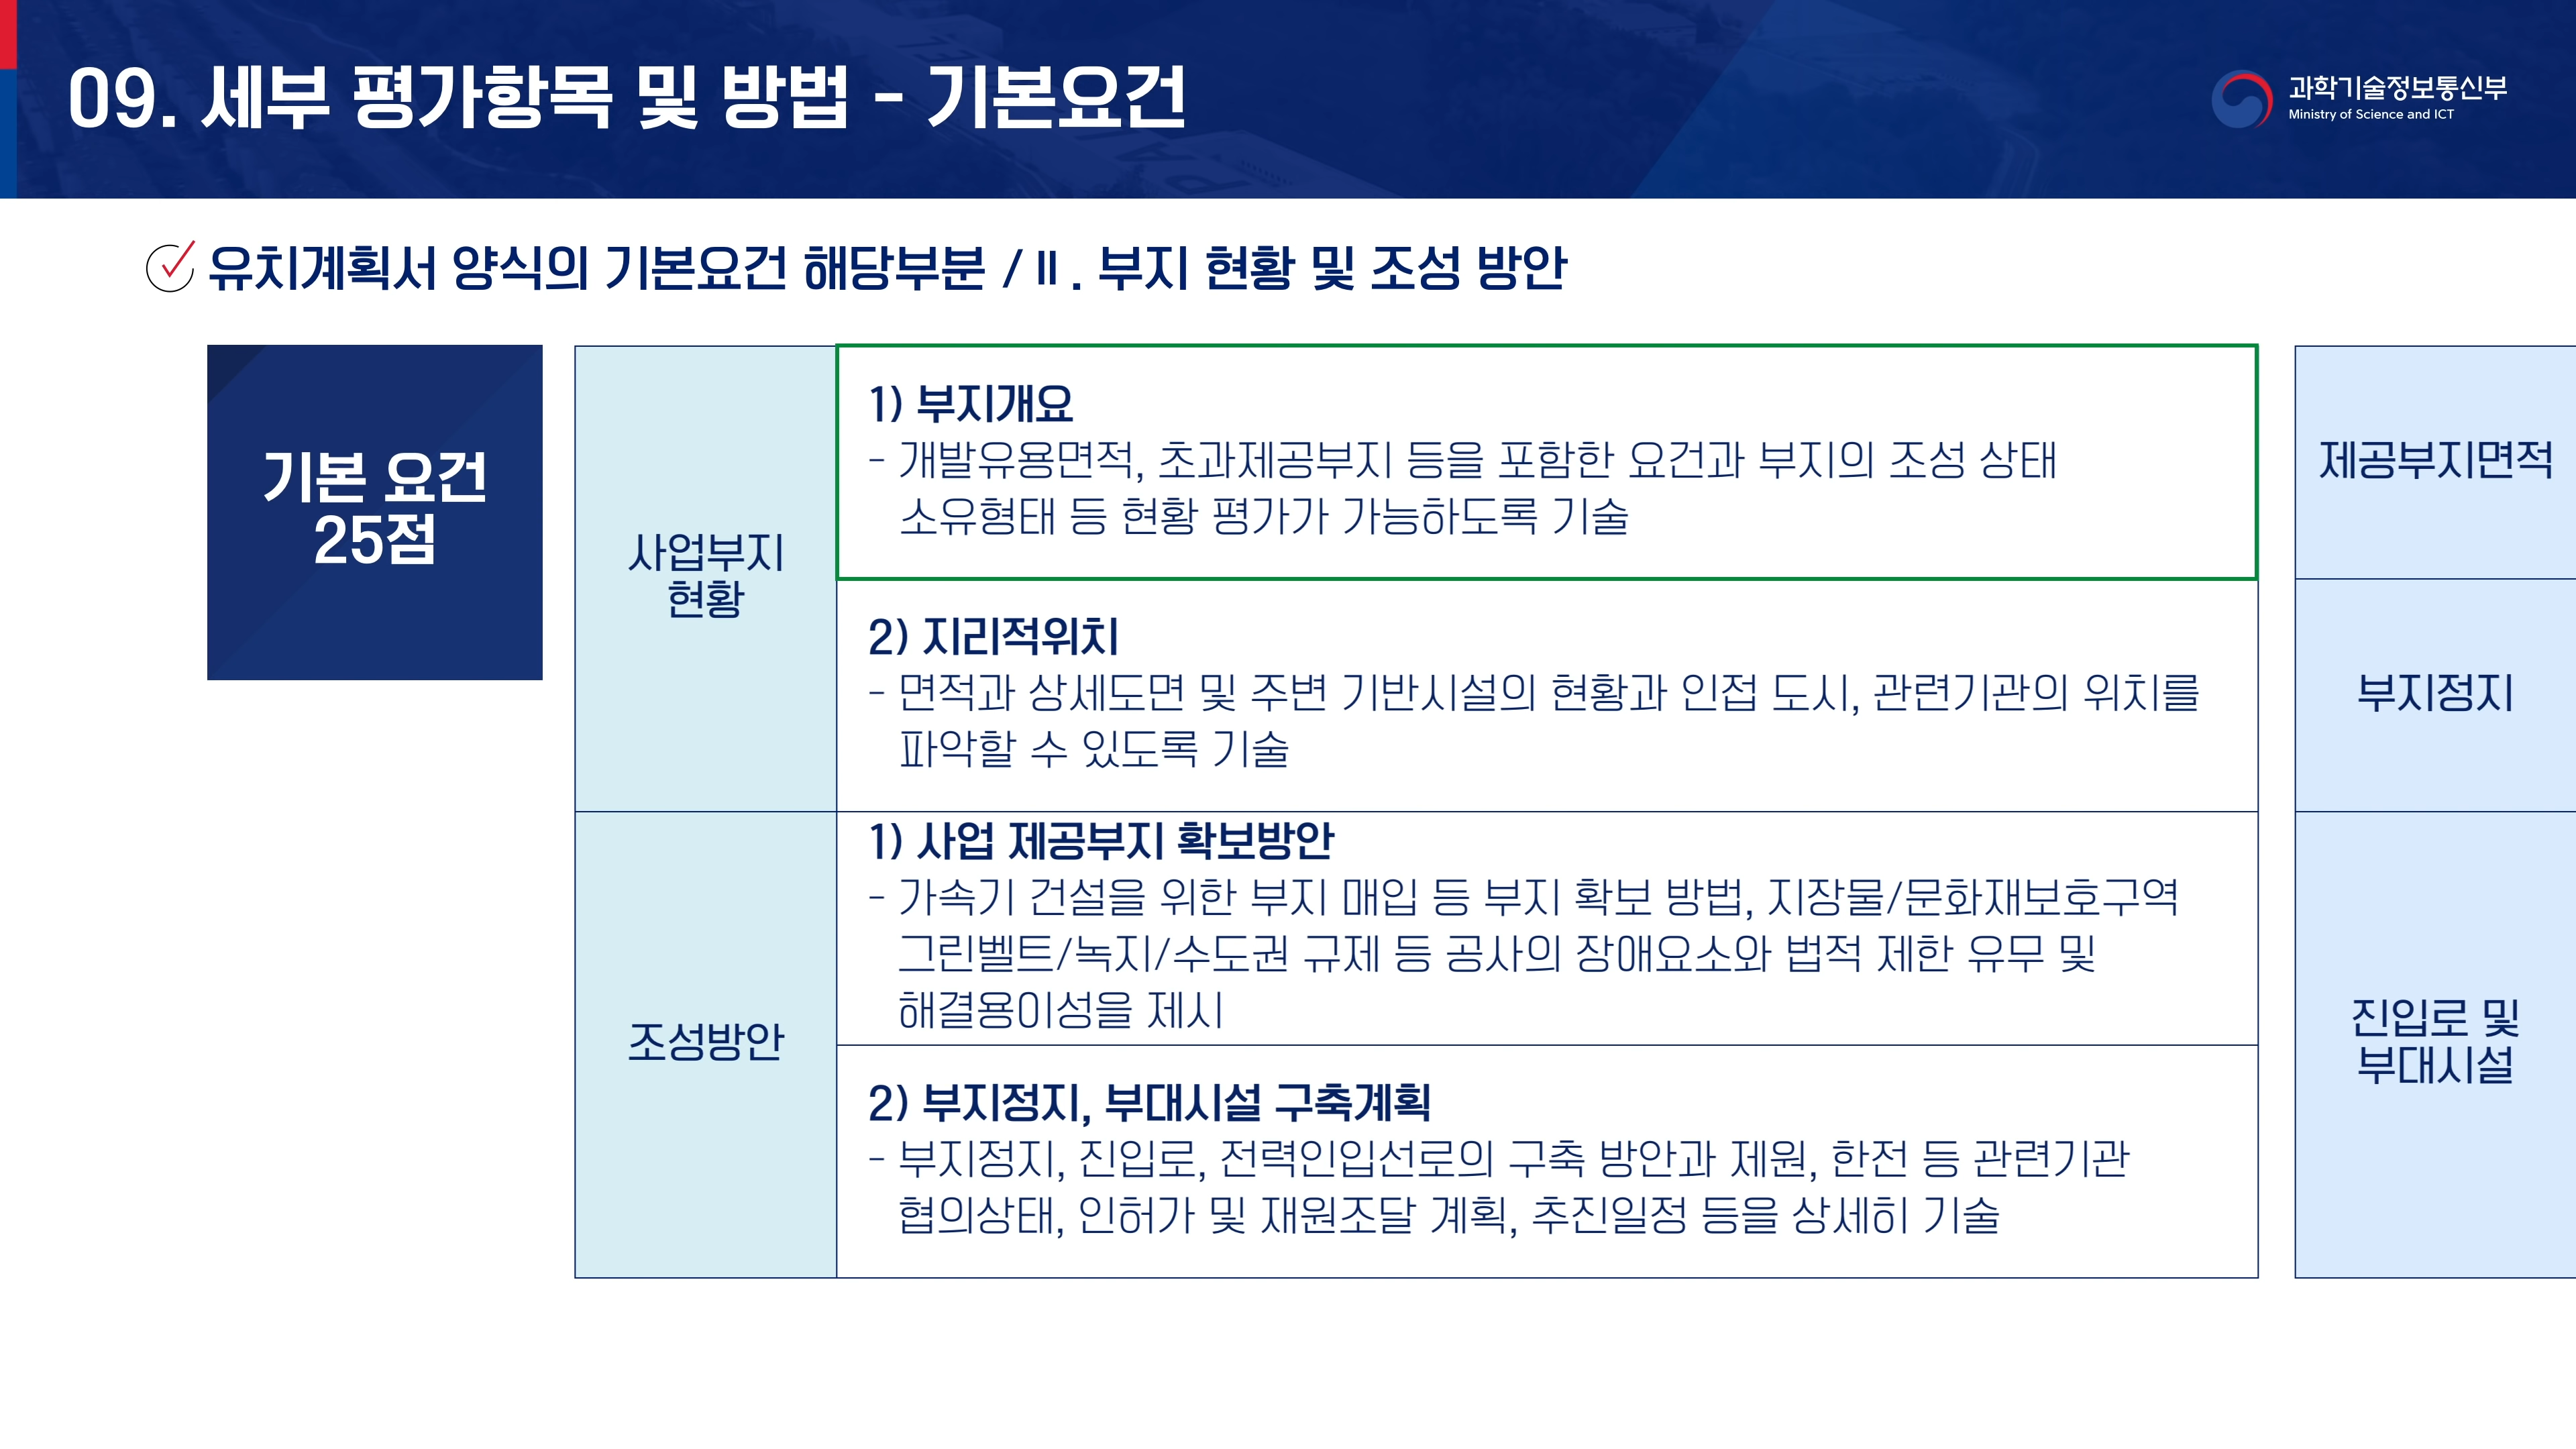 09. 세부 평가항목 및 방법 - 기본요건
과학기술정보통신부
Ministry of Science and ICT
유치계획서 양식의 기본요건 해당부분 / Ⅱ. 부지 현황 및 조성 방안
기본 요건
25점
사업부지
현황
1) 부지개요
- 개발유용면적, 초과제공부지 등을 포함한 요건과 부지의 조성 상태
소유형태 등 현황 평가가 가능하도록 기술
2) 지리적위치
- 면적과 상세도면 및 주변 기반시설의 현황과 인접 도시, 관련기관의 위치를
파악할 수 있도록 기술
조성방안
1) 사업 제공부지 확보방안
- 가속기 건설을 위한 부지 매입 등 부지 확보 방법, 지장물/문화재보호구역
그린벨트/녹지/수도권 규제 등 공사의 장애요소와 법적 제한 유무 및
해결용이성을 제시
2) 부지정지, 부대시설 구축계획
- 부지정지, 진입로, 전력인입선로의 구축 방안과 제원, 한전 등 관련기관
협의상태, 인허가 및 재원조달 계획, 추진일정 등을 상세히 기술
제공부지면적
부지정지
진입로 및
부대시설